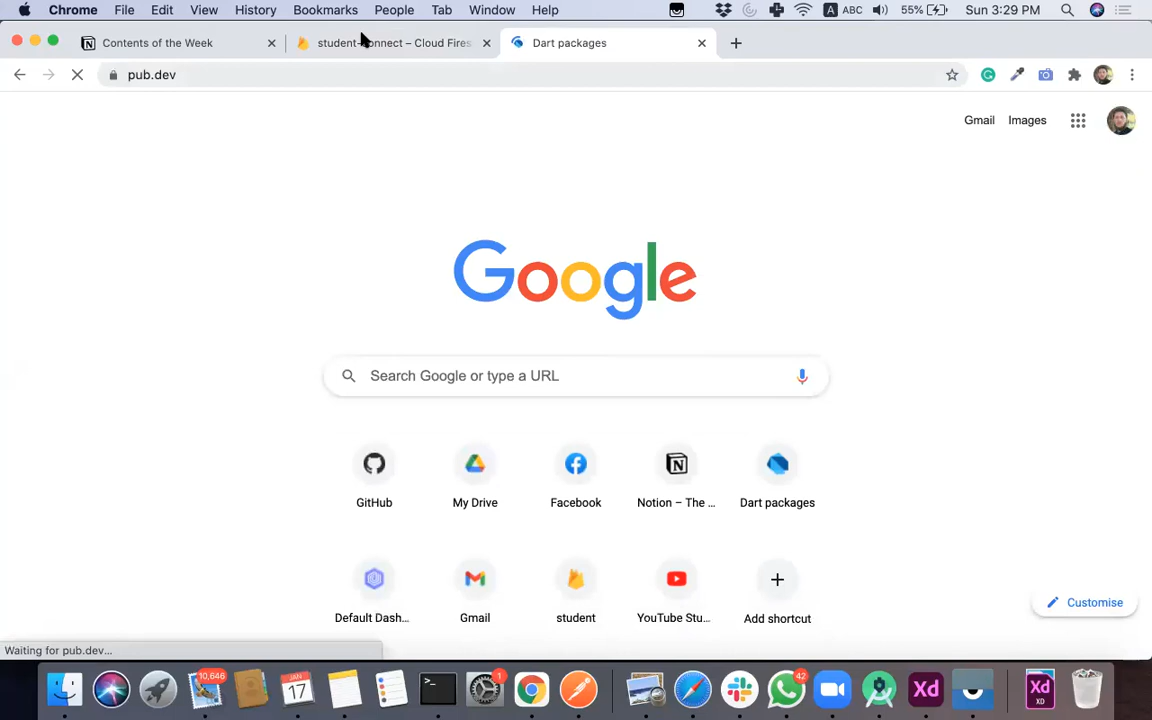 Chrome File Edit View History Bookmarks People Tab Window Help A ABC 55% Sun 3:29 PM
Contents of the Week student-connect – Cloud Fires Dart packages
pub.dev
Gmail Images
Google
Search Google or type a URL
GitHub My Drive Facebook Notion – The ... Dart packages
Default Dash... Gmail student YouTube Stu... Add shortcut
Customise
Waiting for pub.dev...
10,646 JAN 17 1 42 Xd Xd
XD